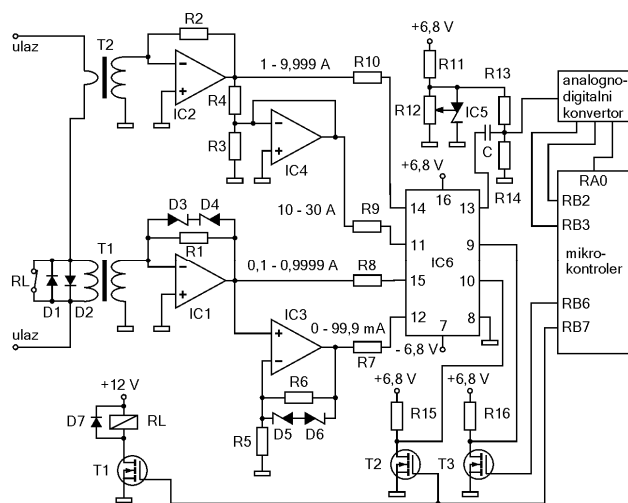 ulaz
T2
R2
IC2
R4
R3
IC4
1 - 9,999 A
R10
10 - 30 A
R9
+6,8 V
R11
R12
IC5
R13
C
R14
analogno-
digitalni
konvertor
RA0
RB2
RB3
mikro-
kontroler
RB6
RB7
+6,8 V
16
14
13
11
9
15
10
12
8
7
IC6
- 6,8 V
RL
D1
D2
T1
D3
D4
R1
IC1
0,1 - 0,9999 A
R8
IC3
0 - 99,9 mA
R7
R6
D5
D6
R5
ulaz
+12 V
D7
RL
T1
+6,8 V
R15
T2
+6,8 V
R16
T3